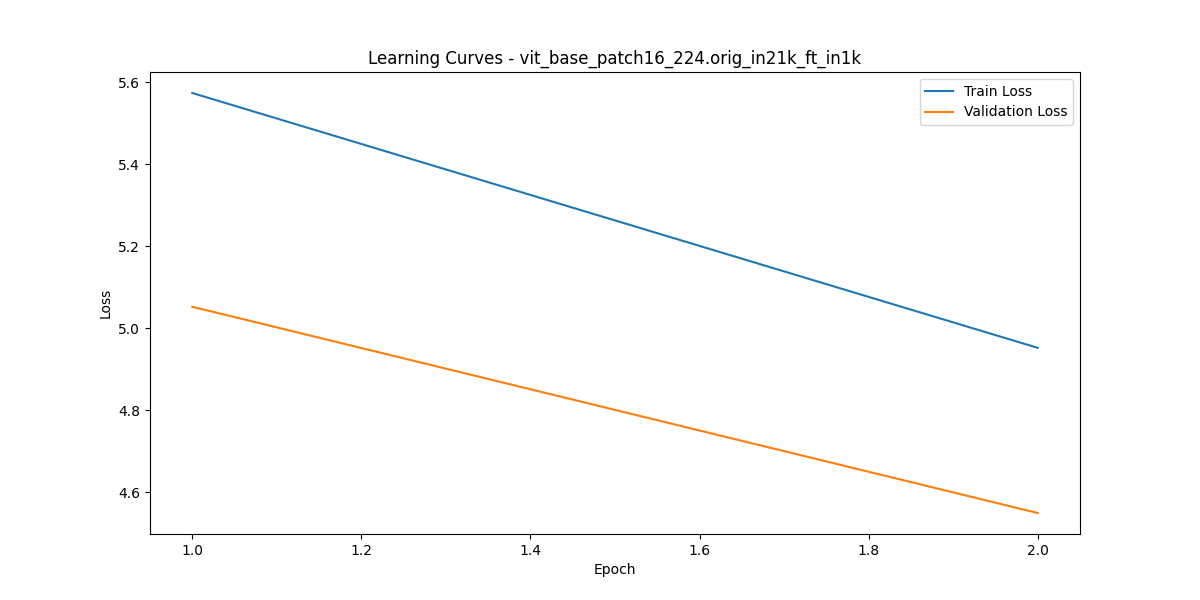 Learning Curves - vit_base_patch16_224.orig_in21k_ft_in1k
Train Loss
Validation Loss
5.6
5.4
5.2
5.0
4.8
4.6
Loss
1.0
1.2
1.4
1.6
1.8
2.0
Epoch